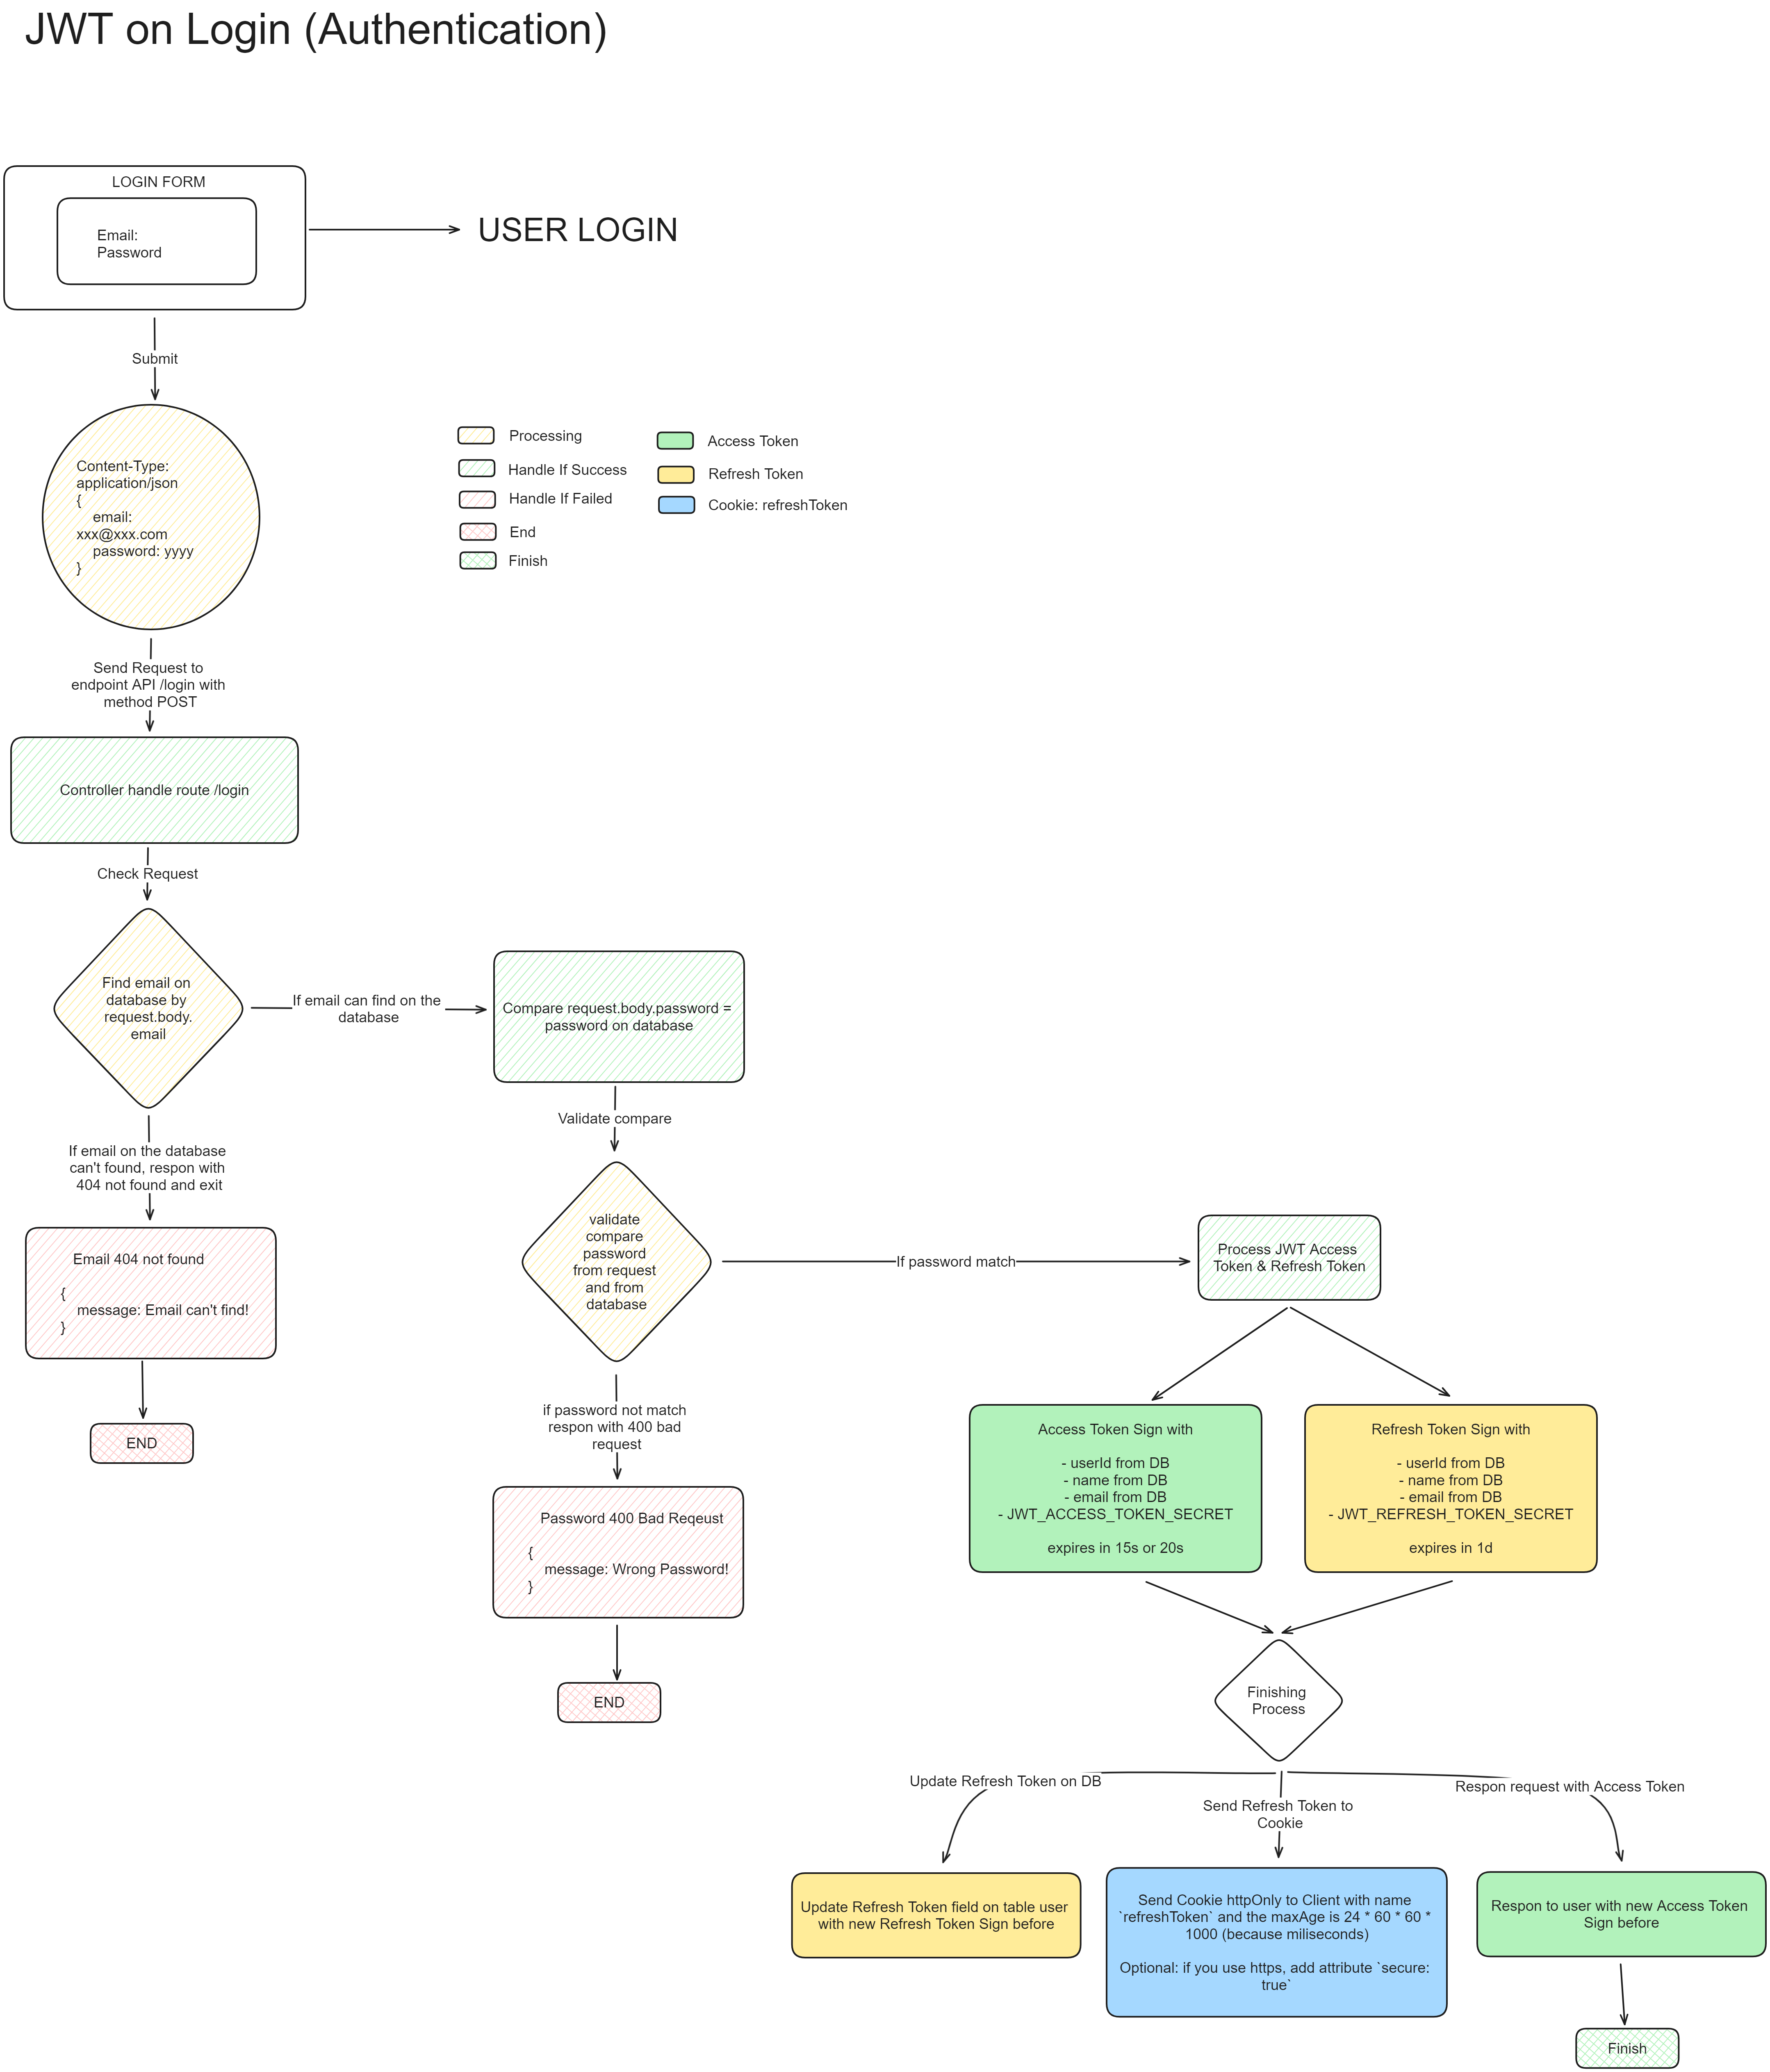 JWT on Login (Authentication)
LOGIN FORM
Email:
Password
USER LOGIN
Submit
Content-Type:
application/json
{
email:
xxx@xxx.com
password: yyyy
}
Processing
Handle If Success
Handle If Failed
End
Finish
Access Token
Refresh Token
Cookie: refreshToken
Send Request to
endpoint API /login with
method POST
Controller handle route /login
Check Request
Find email on
database by
request.body.
email
If email can find on the
database
Compare request.body.password =
password on database
Validate compare
If email on the database
can't found, respon with
404 not found and exit
Email 404 not found
{
message: Email can't find!
}
END
validate
compare
password
from request
and from
database
If password match
if password not match
respon with 400 bad
request
Password 400 Bad Reqeust
{
message: Wrong Password!
}
END
Process JWT Access
Token & Refresh Token
Access Token Sign with
- userId from DB
- name from DB
- email from DB
- JWT_ACCESS_TOKEN_SECRET
expires in 15s or 20s
Refresh Token Sign with
- userId from DB
- name from DB
- email from DB
- JWT_REFRESH_TOKEN_SECRET
expires in 1d
Finishing
Process
Update Refresh Token on DB
Send Refresh Token to
Cookie
Respon request with Access Token
Update Refresh Token field on table user
with new Refresh Token Sign before
Send Cookie httpOnly to Client with name
`refreshToken` and the maxAge is 24 * 60 * 60 *
1000 (because miliseconds)
Optional: if you use https, add attribute `secure:
true`
Respon to user with new Access Token
Sign before
Finish